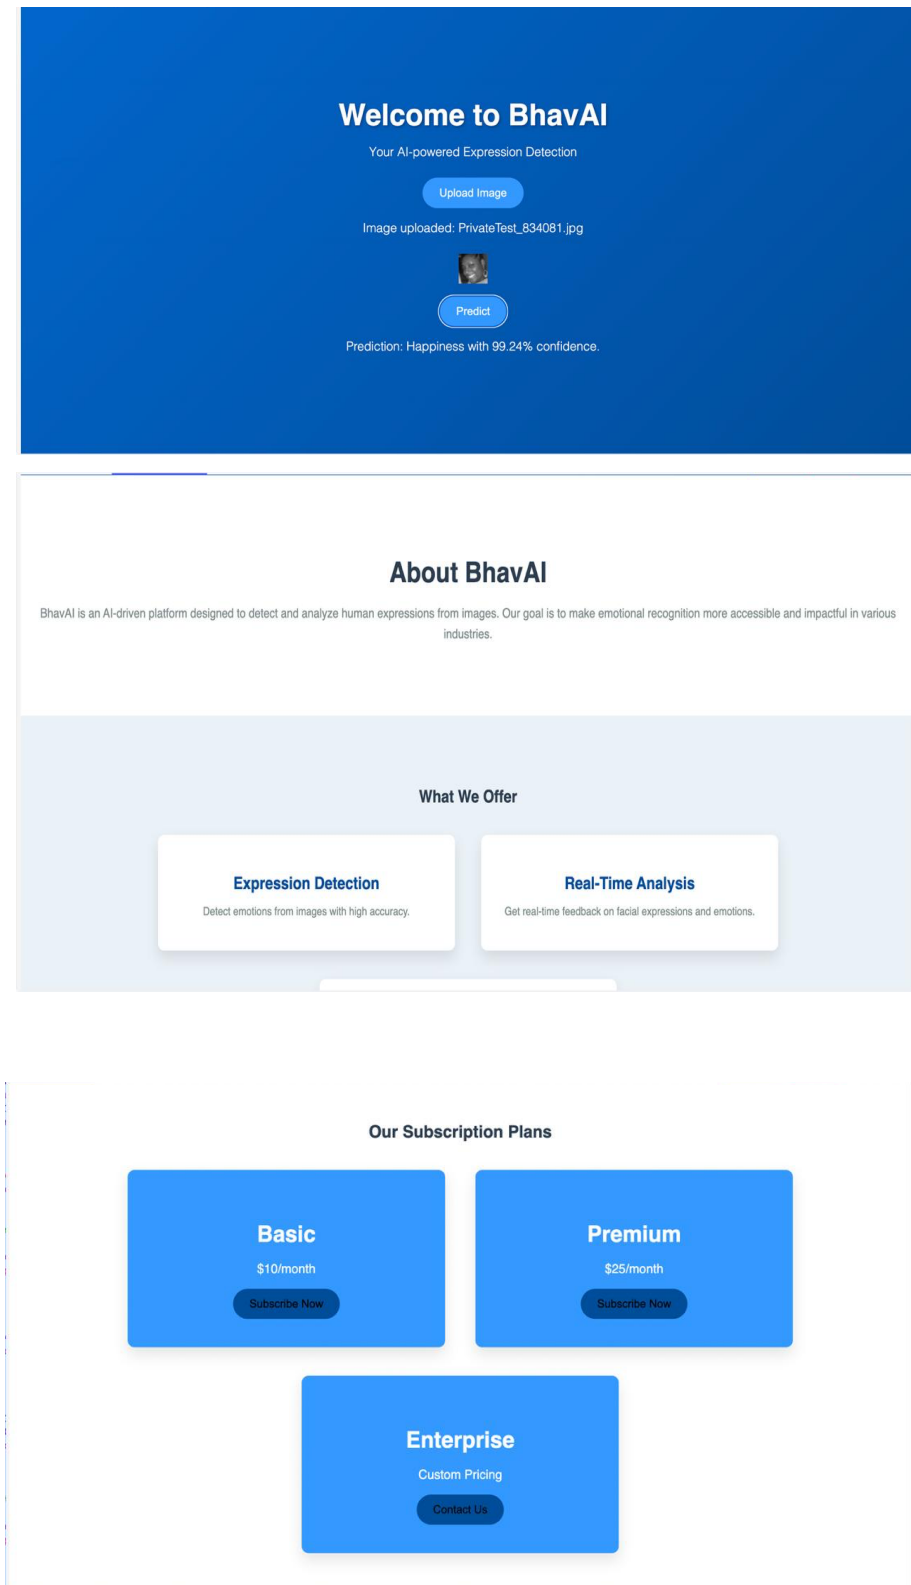 Welcome to BhavAI
Your AI-powered Expression Detection
Upload Image
Image uploaded: PrivateTest_834081.jpg
Predict
Prediction: Happiness with 99.24% confidence.
About BhavAI
BhavAI is an AI-driven platform designed to detect and analyze human expressions from images. Our goal is to make emotional recognition more accessible and impactful in various
industries.
What We Offer
Expression Detection
Detect emotions from images with high accuracy.
Real-Time Analysis
Get real-time feedback on facial expressions and emotions.
Our Subscription Plans
Basic
$10/month
Subscribe Now
Premium
$25/month
Subscribe Now
Enterprise
Custom Pricing
Contact Us